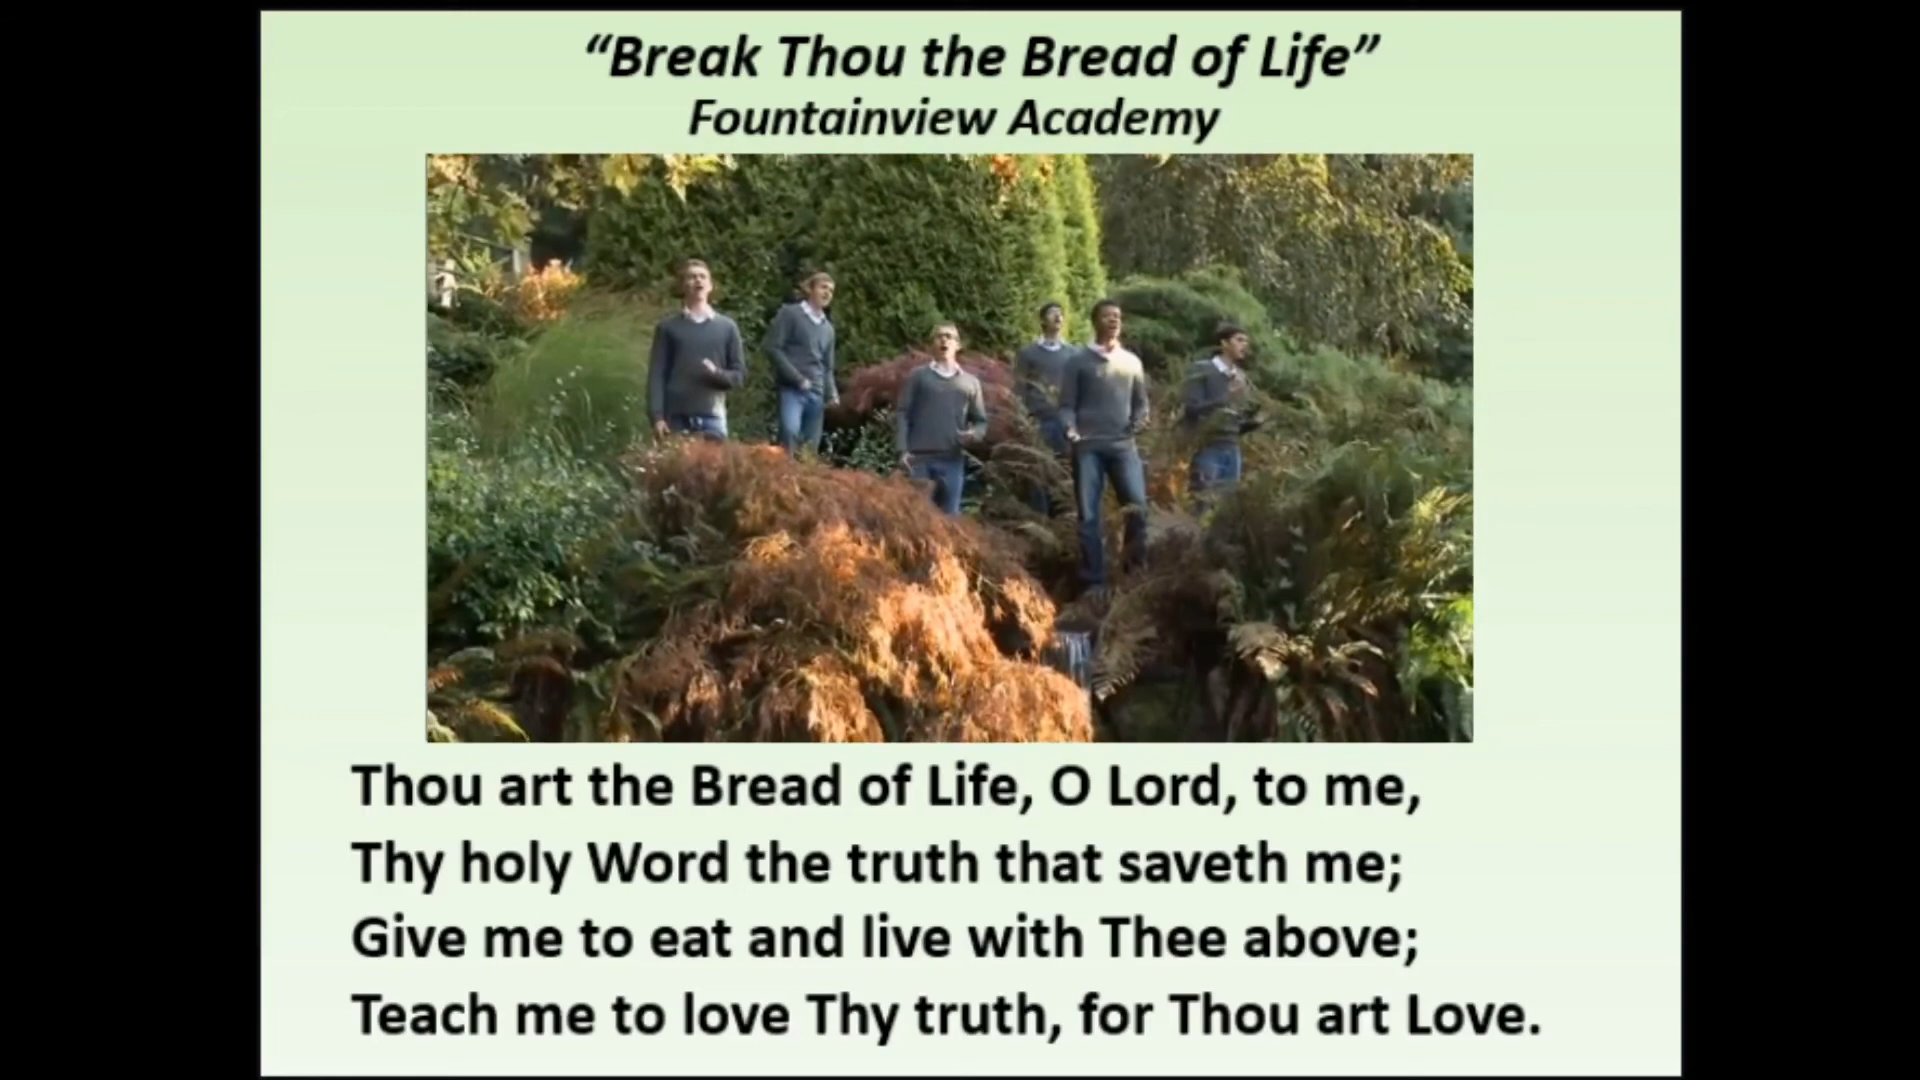 “Break Thou the Bread of Life”
Fountainview Academy
Thou art the Bread of Life, O Lord, to me,
Thy holy Word the truth that saveth me;
Give me to eat and live with Thee above;
Teach me to love Thy truth, for Thou art Love.